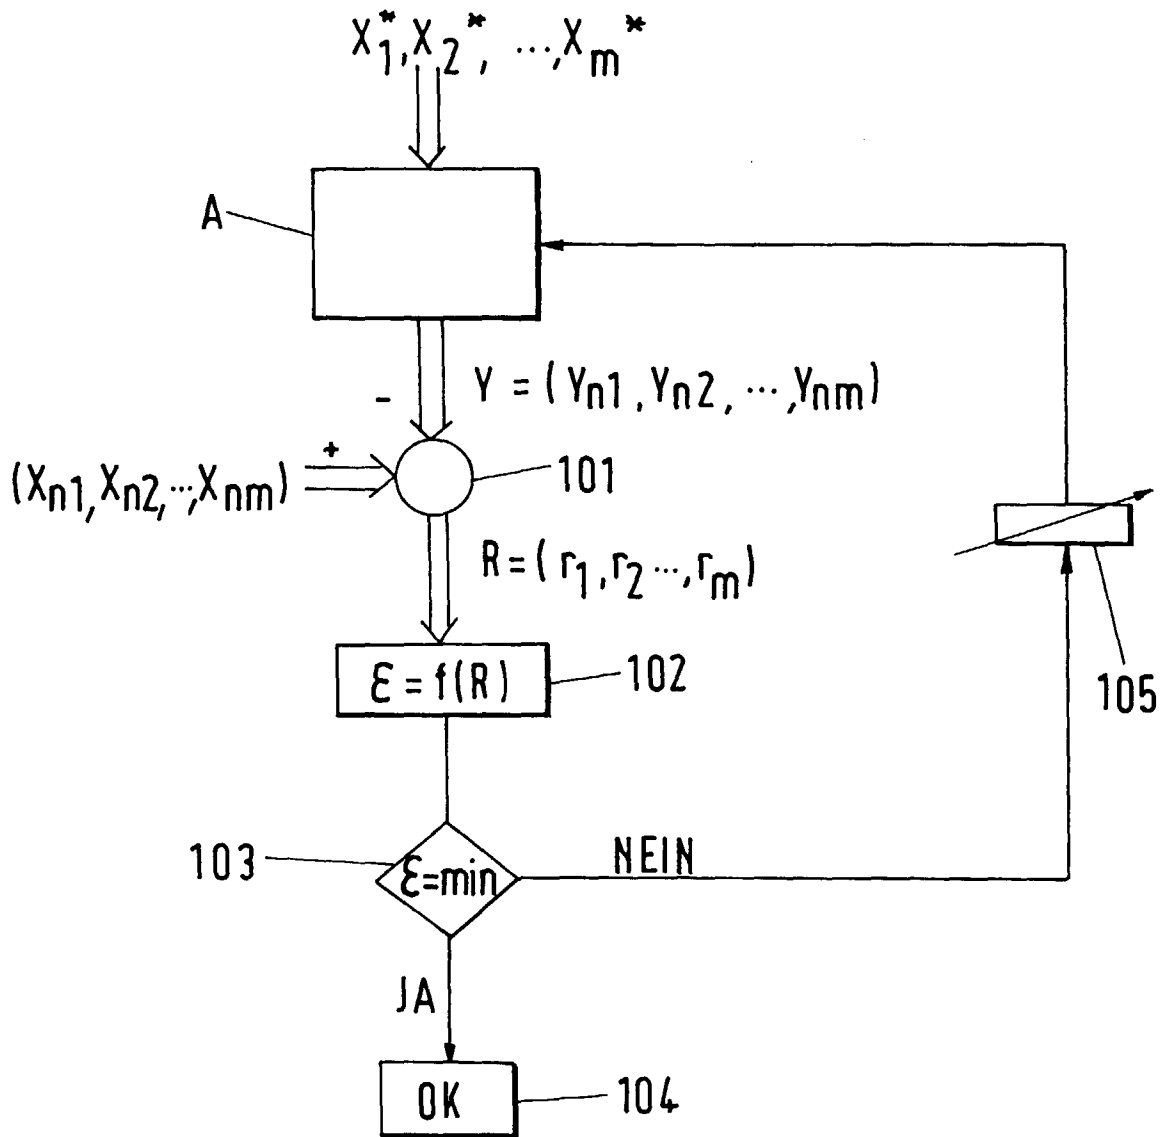 X₁*, X₂*, ..., Xₘ*
A
Y = (Yn1, Yn2, ..., Ynm)
-
+
(Xn1, Xn2, ..., Xnm)
101
R = (r₁, r₂ ..., rₘ)
ε = f(R)
102
105
103
ε=min
NEIN
JA
OK
104